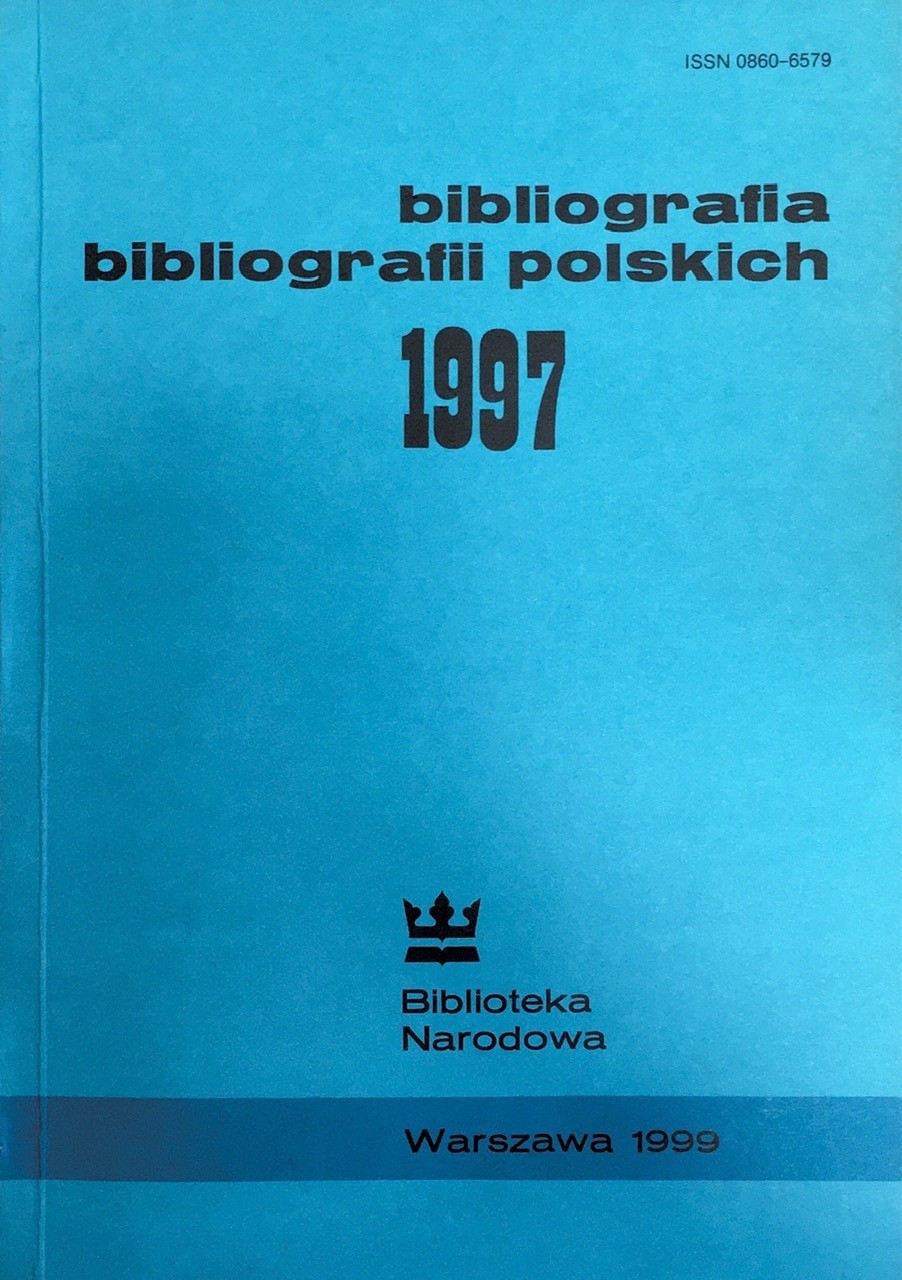 ISSN 0860-6579
bibliografia
bibliografii polskich
1997
Biblioteka
Narodowa
Warszawa 1999